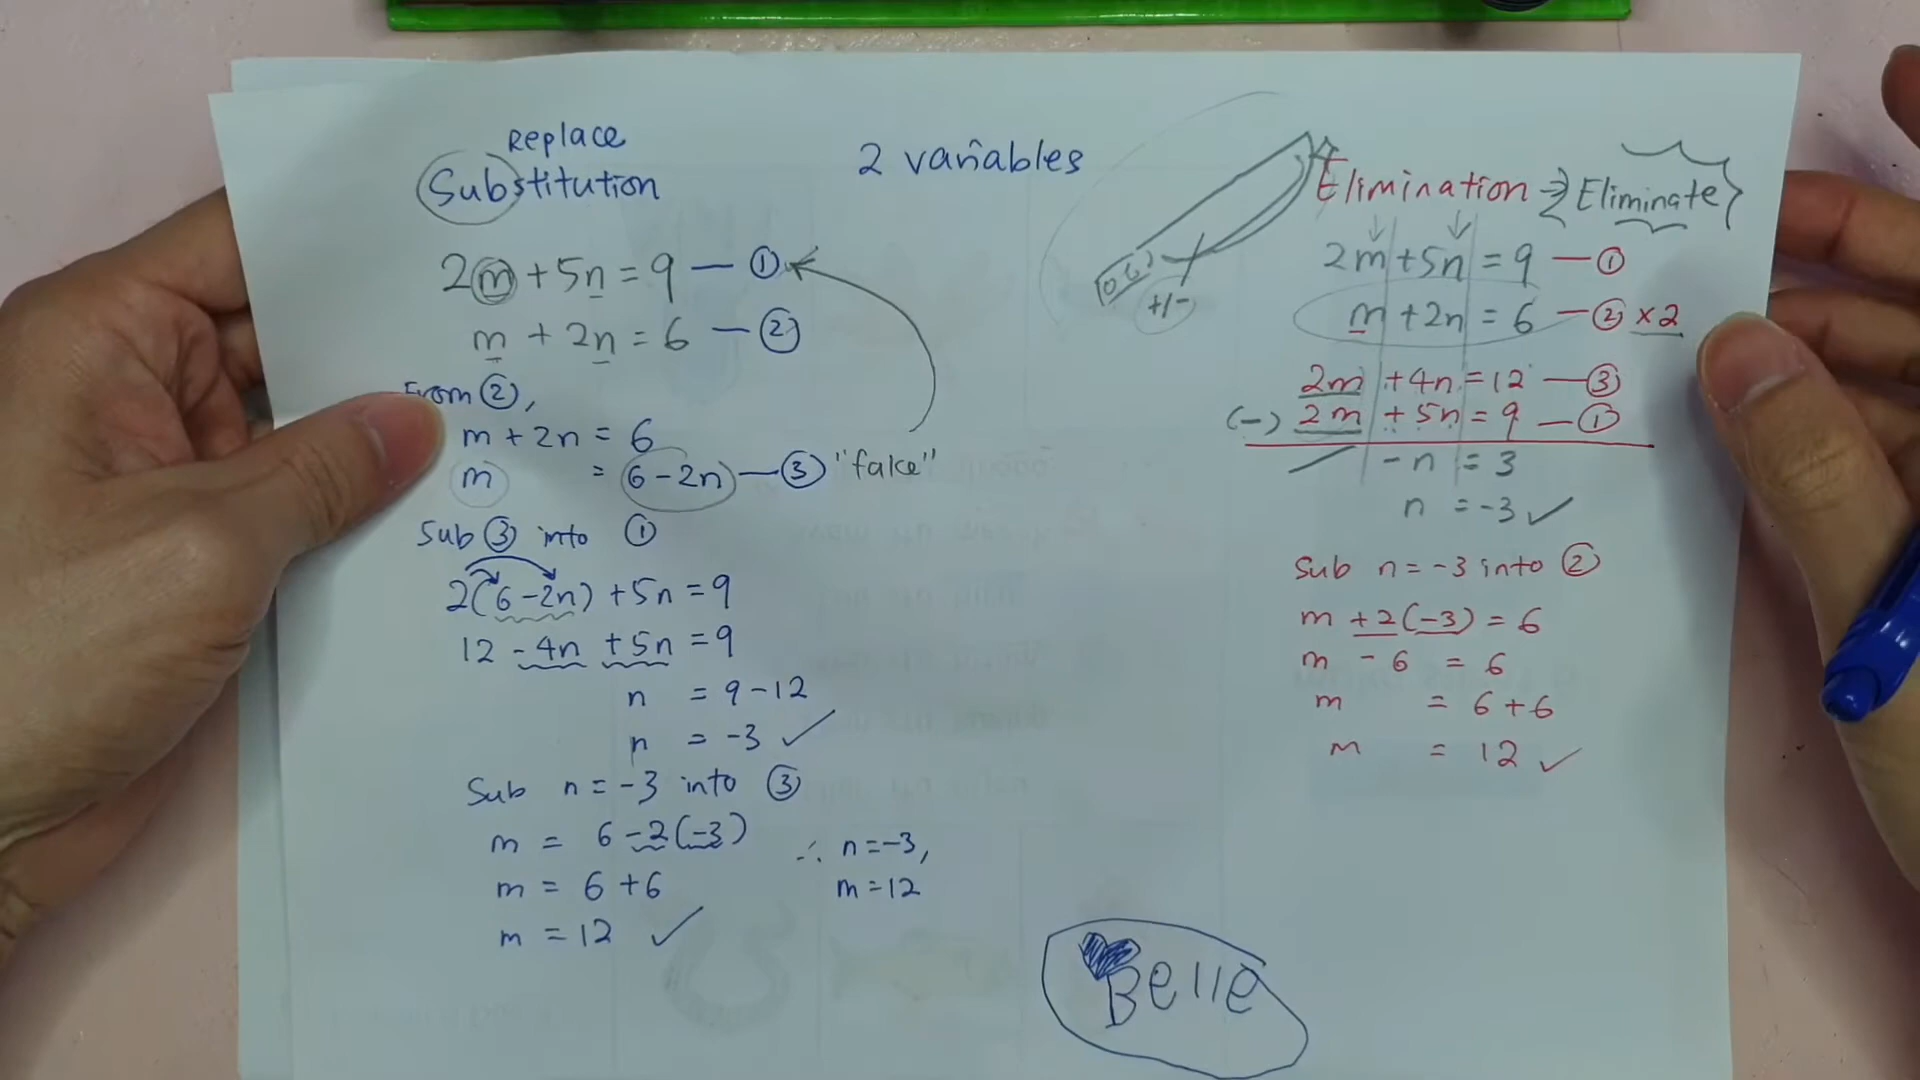 2 variables
Replace
Substitution
2m + 5n = 9 — ①
m + 2n = 6 — ②
From ②,
m + 2n = 6
m = 6 - 2n — ③ "fake"
Sub ③ into ①
2(6 - 2n) + 5n = 9
12 - 4n + 5n = 9
n = 9 - 12
n = -3 ✓
Sub n = -3 into ③
m = 6 - 2(-3)
m = 6 + 6
m = 12 ✓
∴ n = -3,
m = 12
+/-
Elimination → Eliminate
2m + 5n = 9 — ①
m + 2n = 6 — ② × 2
2m + 4n = 12 — ③
(-) 2m + 5n = 9 — ①
-n = 3
n = -3 ✓
Sub n = -3 into ②
m + 2(-3) = 6
m - 6 = 6
m = 6 + 6
m = 12 ✓
Belle